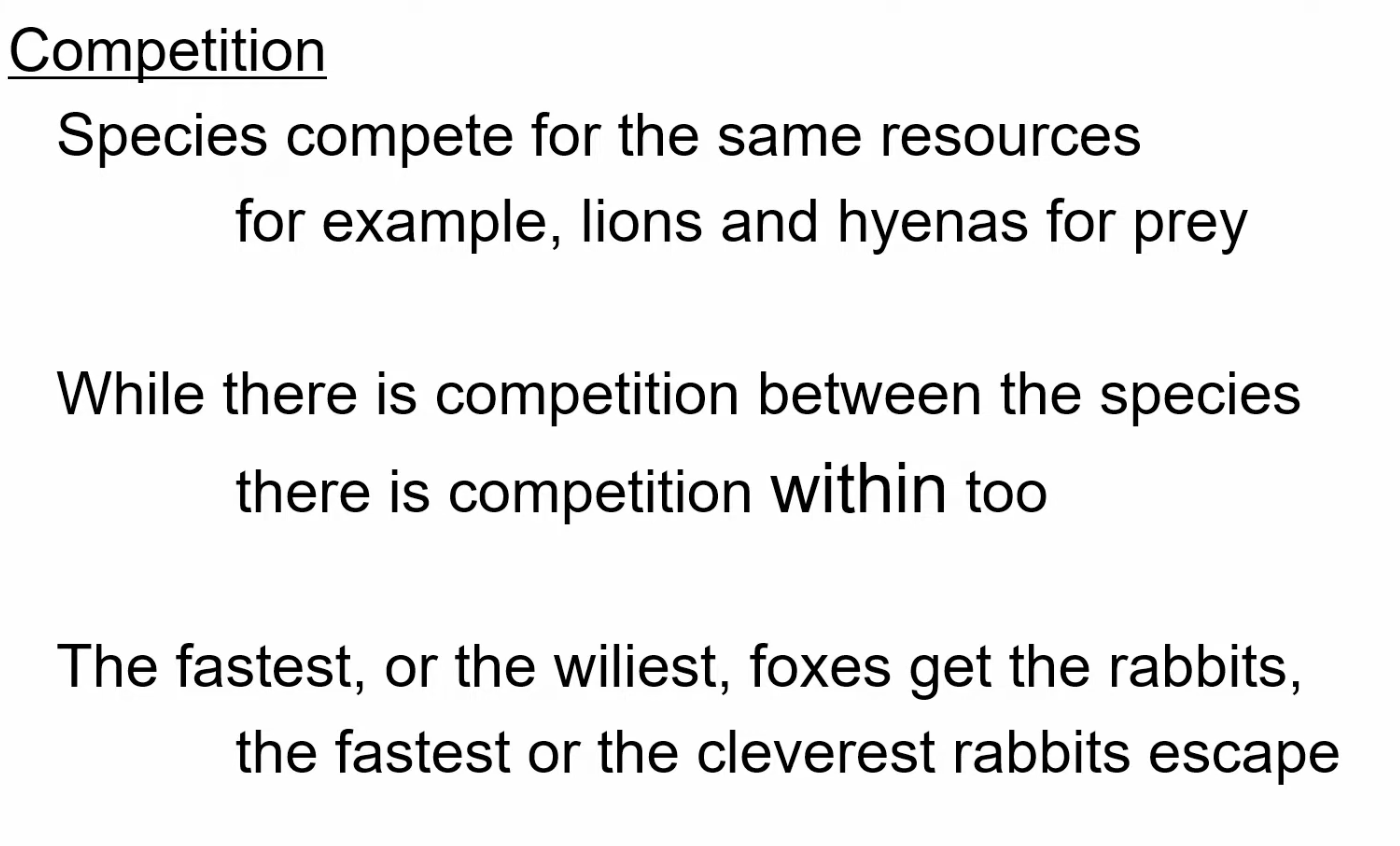 Competition
Species compete for the same resources
for example, lions and hyenas for prey
While there is competition between the species
there is competition within too
The fastest, or the wiliest, foxes get the rabbits,
the fastest or the cleverest rabbits escape